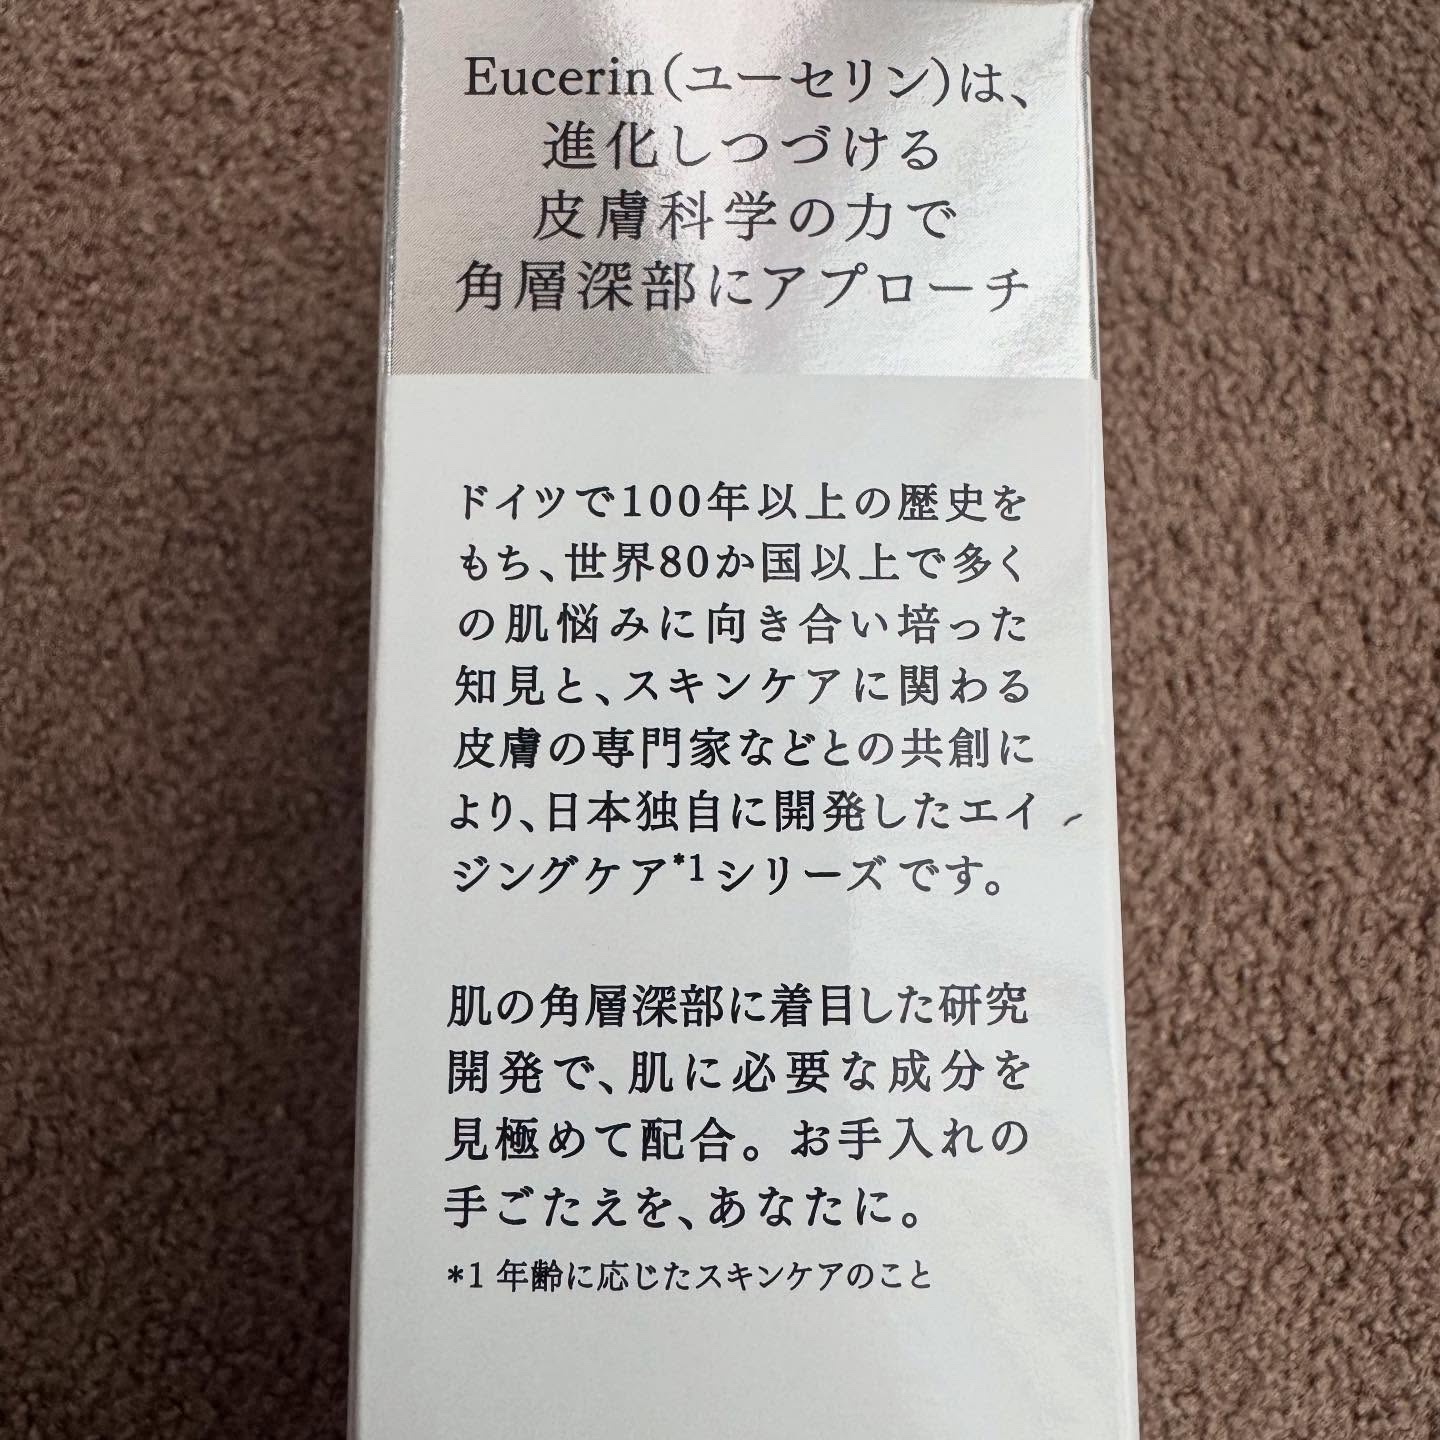 Eucerin(ユーセリン)は、
進化しつづける
皮膚科学の力で
角層深部にアプローチ
ドイツで100年以上の歴史を
もち、世界80か国以上で多く
の肌悩みに向き合い培った
知見と、スキンケアに関わる
皮膚の専門家などとの共創に
より、日本独自に開発したエイ
ジングケア*1シリーズです。
肌の角層深部に着目した研究
開発で、肌に必要な成分を
見極めて配合。お手入れの
手ごたえを、あなたに。
*1 年齢に応じたスキンケアのこと